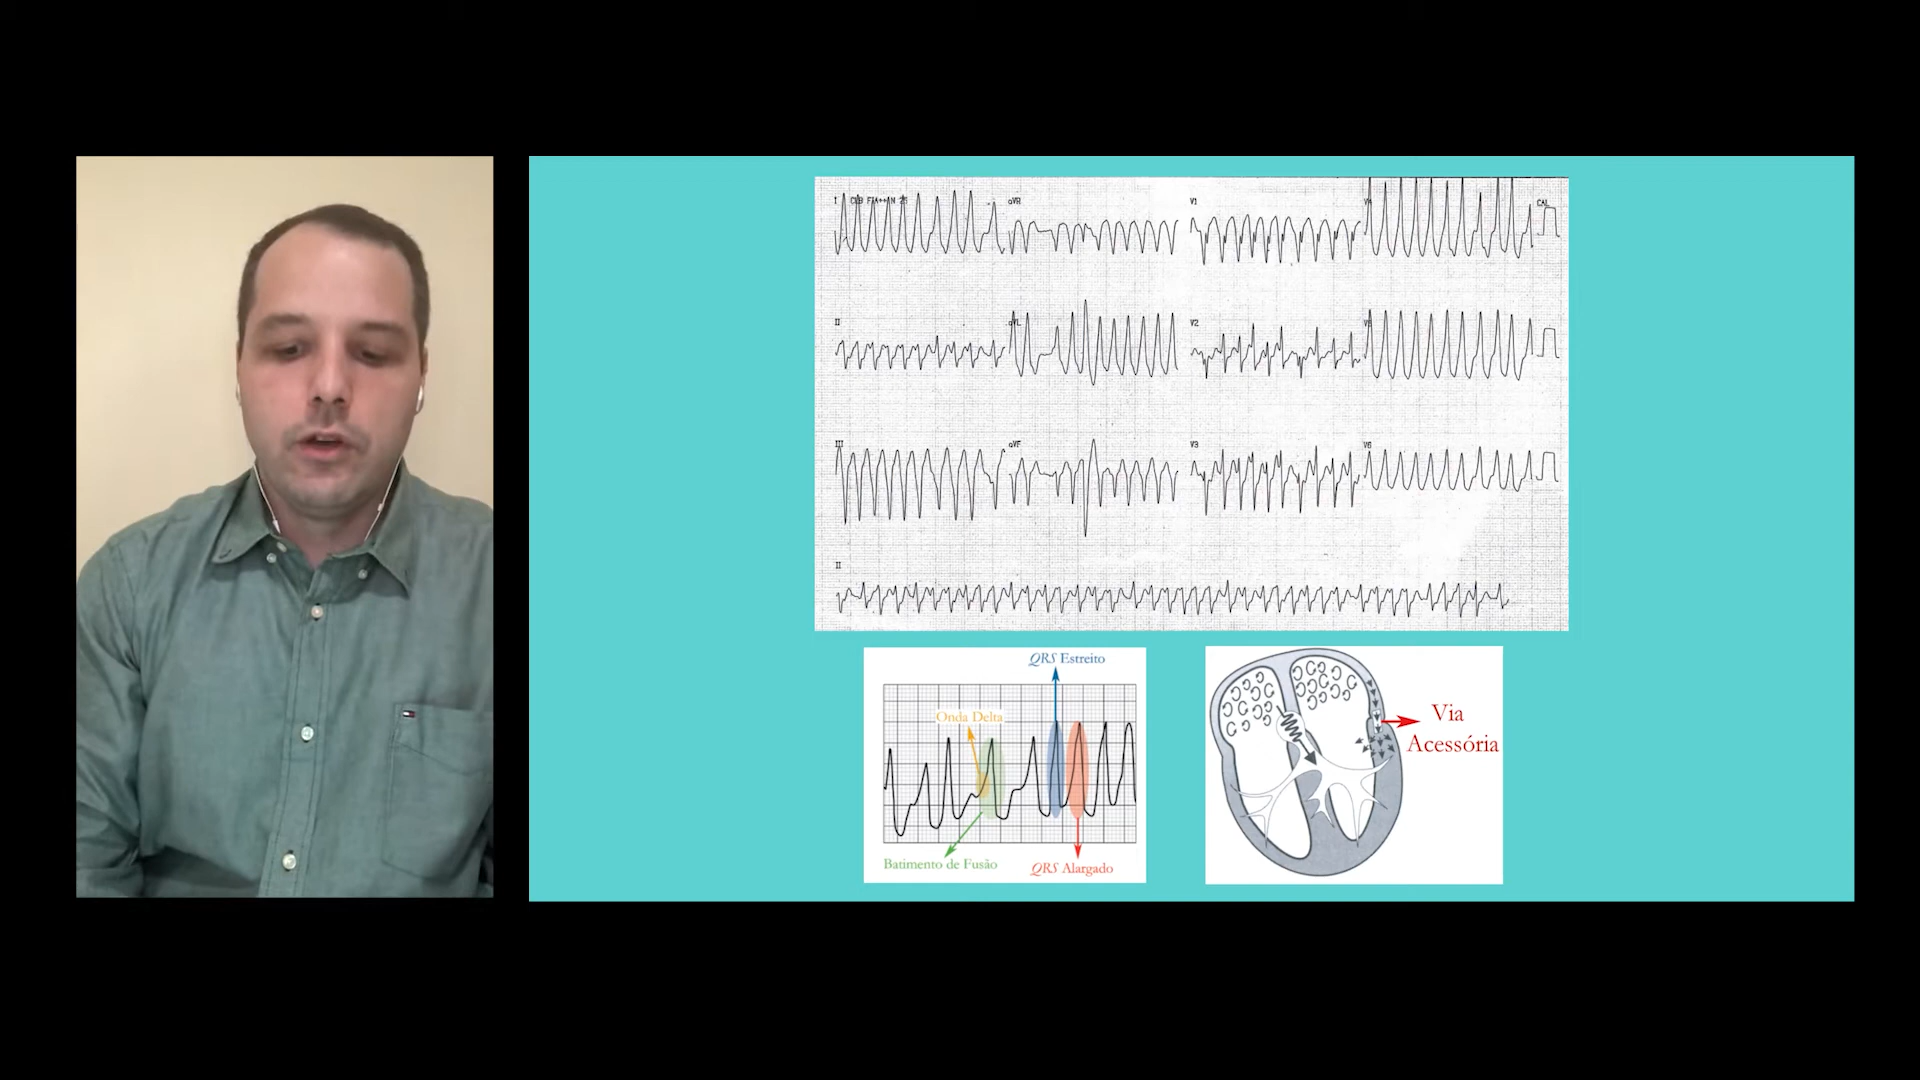 I
aVR
V1
V4
CAL
II
aVL
V2
V5
III
aVF
V3
V6
II
QRS Estreito
Onda Delta
Batimento de Fusão
QRS Alargado
Via
Acessória